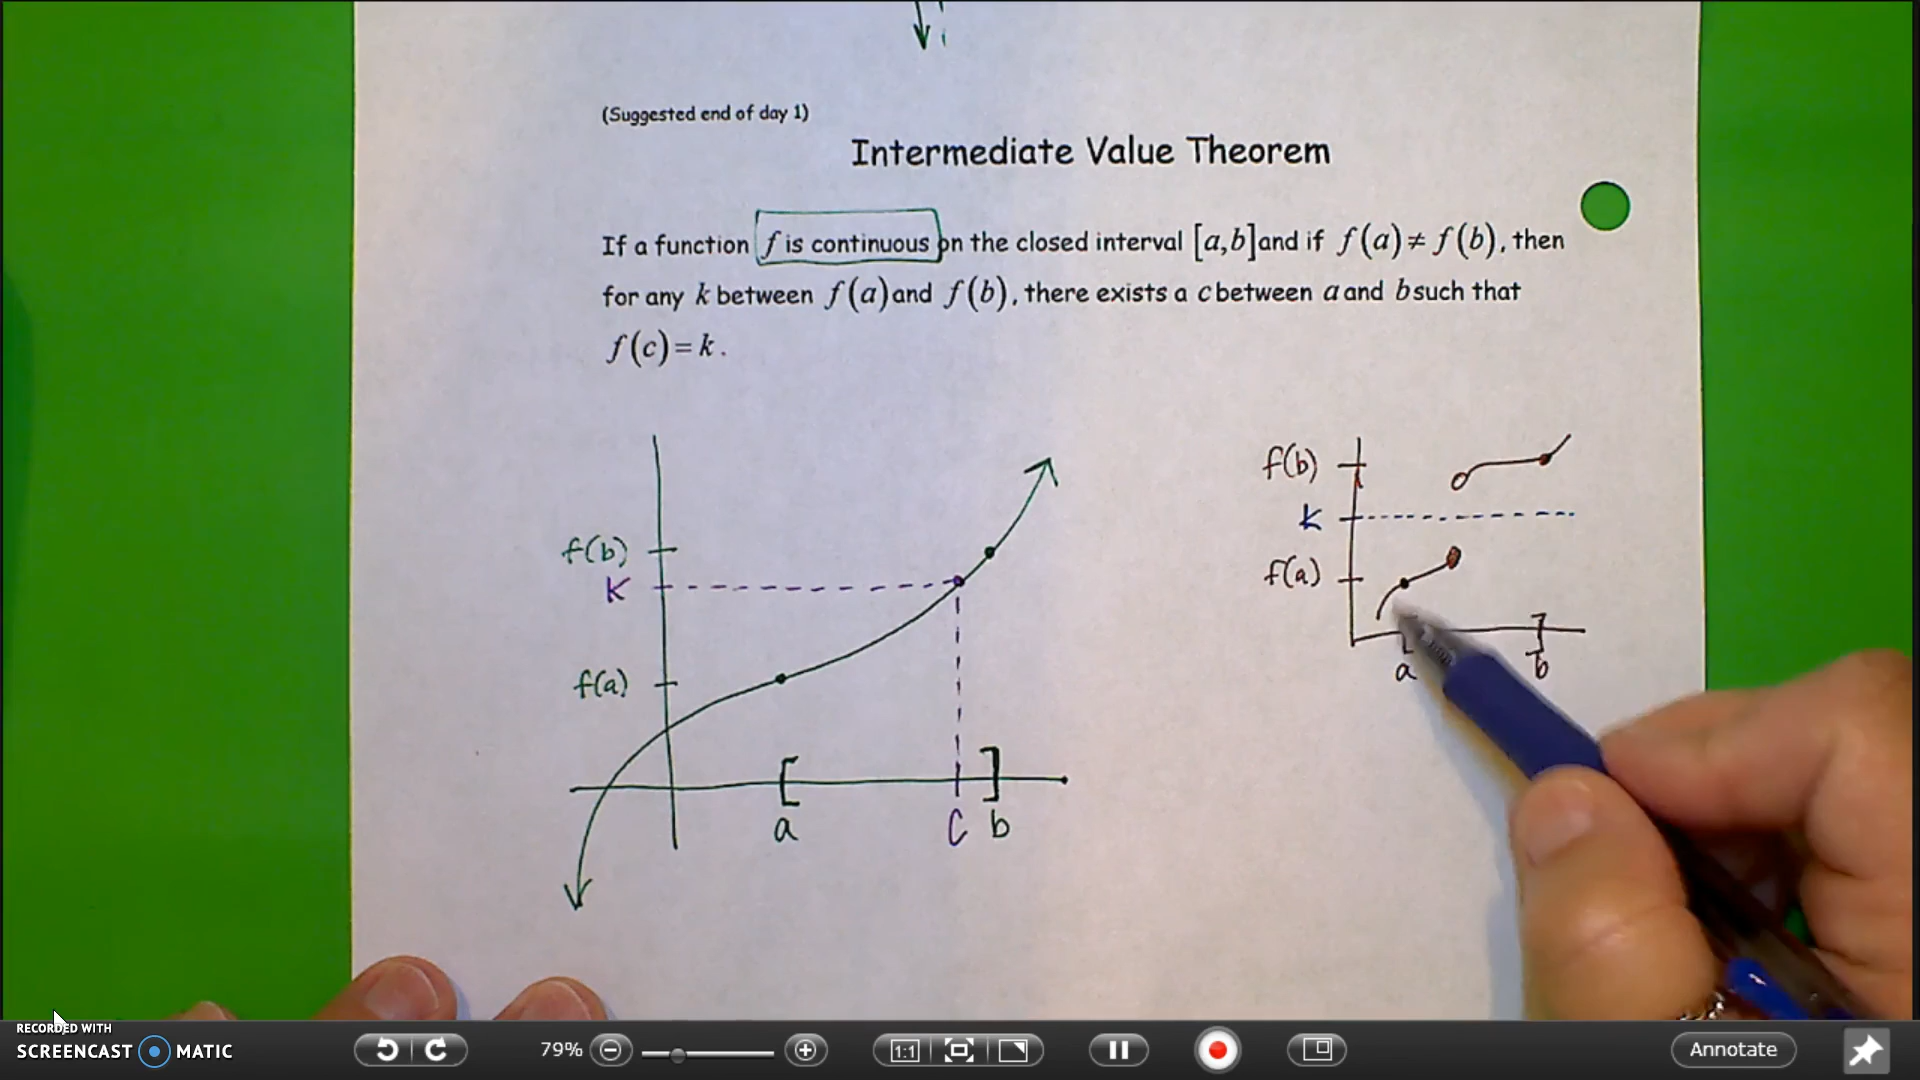 (Suggested end of day 1)
Intermediate Value Theorem
If a function f is continuous on the closed interval [a,b] and if f(a) ≠ f(b), then
for any k between f(a) and f(b), there exists a c between a and b such that
f(c) = k.
f(b)
K
f(a)
a
C
b
f(b)
K
f(a)
a
b
RECORDED WITH
SCREENCAST MATIC
79%
1:1
Annotate